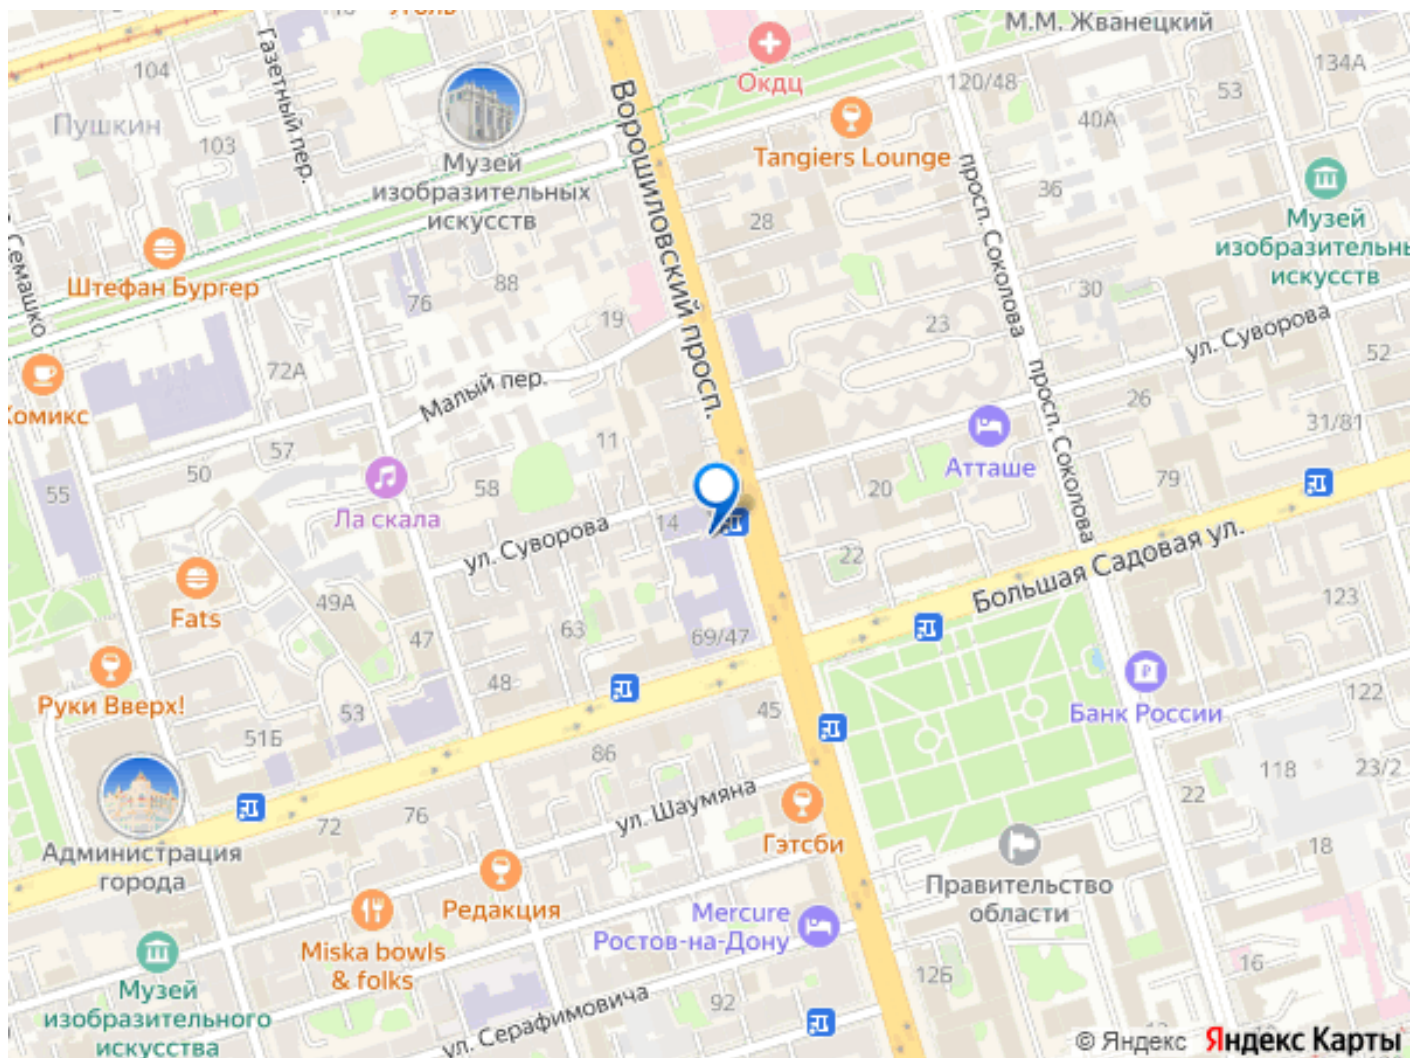 Уголь
М.М. Жванецкий
Газетный пер.
104
Окдц
120/48
134А
53
Ворошиловский просп.
Пушкин
103
Музей
изобразительных
искусств
Tangiers Lounge
40А
просп. Соколова
36
Музей
изобразительны
искусств
28
Семашко
Штефан Бургер
88
76
19
30
23
ул. Суворова
52
просп. Соколова
Комикс
72А
Малый пер.
26
31/81
11
57
50
55
58
Атташе
20
79
Ла скала
14
ул. Суворова
22
Большая Садовая ул.
49А
Fats
47
63
69/47
123
48
Руки Вверх!
53
51Б
45
Банк России
122
86
118
23/2
22
ул. Шаумяна
76
72
Гэтсби
18
Администрация
города
Правительство
области
Редакция
Mercure
Ростов-на-Дону
Miska bowls
& folks
12Б
16
Музей
изобразительного
искусства
92
ул. Серафимовича
© Яндекс Яндекс Карты